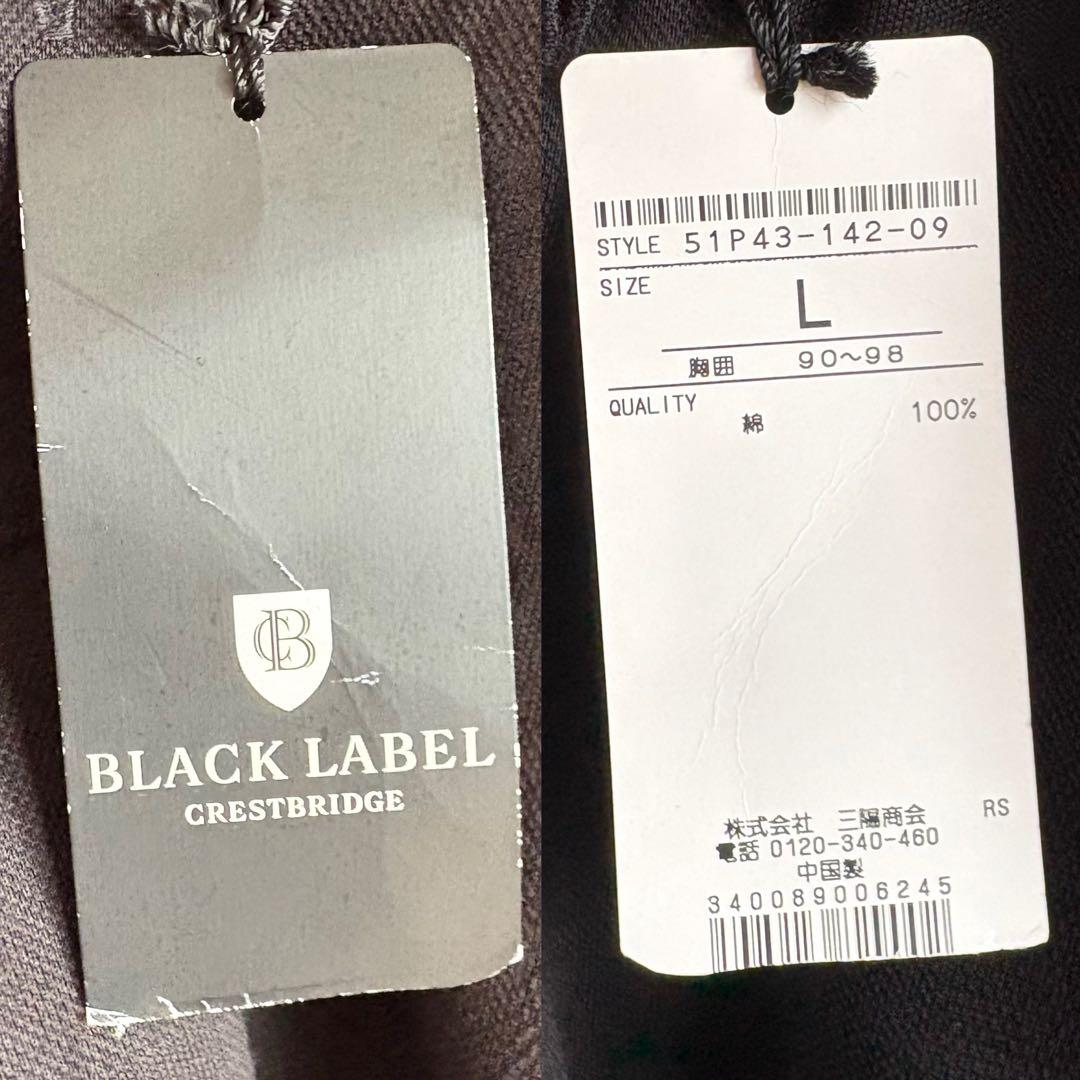 CB
BLACK LABEL
CRESTBRIDGE
STYLE 51P43-142-09
SIZE
L
胸囲 90~98
QUALITY
綿 100%
株式会社 三陽商会 RS
電話 0120-340-460
中国製
340089006245